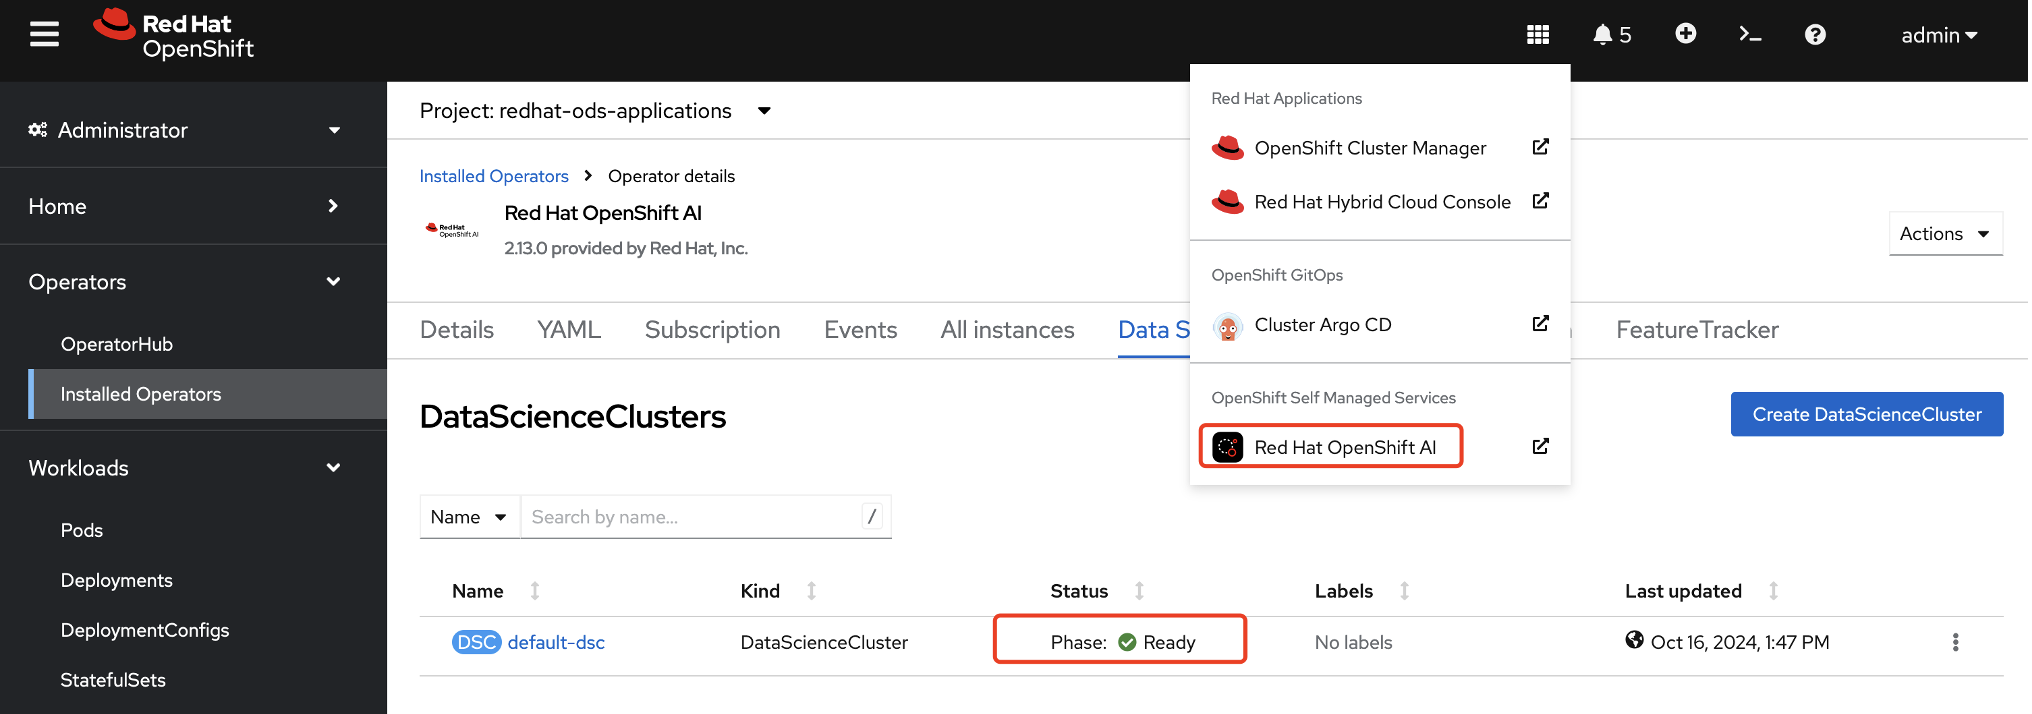 Red Hat
OpenShift
5
admin
Administrator
Home
Operators
OperatorHub
Installed Operators
Workloads
Pods
Deployments
DeploymentConfigs
StatefulSets
Project: redhat-ods-applications
Installed Operators > Operator details
Red Hat
OpenShift AI
Red Hat OpenShift AI
2.13.0 provided by Red Hat, Inc.
Actions
Details YAML Subscription Events All instances Data S FeatureTracker
Red Hat Applications
OpenShift Cluster Manager
Red Hat Hybrid Cloud Console
OpenShift GitOps
Cluster Argo CD
OpenShift Self Managed Services
Red Hat OpenShift AI
DataScienceClusters
Create DataScienceCluster
Name Search by name... /
Name Kind Status Labels Last updated
DSC default-dsc DataScienceCluster Phase: Ready No labels Oct 16, 2024, 1:47 PM